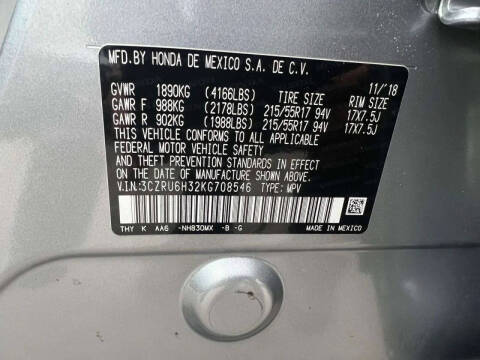 MFD.BY HONDA DE MEXICO S.A. DE C.V.
11/'18
GVWR 1890KG (4166LBS) TIRE SIZE RIM SIZE
GAWR F 988KG (2178LBS) 215/55R17 94V 17X7.5J
GAWR R 902KG (1988LBS) 215/55R17 94V 17X7.5J
THIS VEHICLE CONFORMS TO ALL APPLICABLE
FEDERAL MOTOR VEHICLE SAFETY
AND THEFT PREVENTION STANDARDS IN EFFECT
ON THE DATE OF MANUFACTURE SHOWN ABOVE.
V.I.N:3CZRU6H32KG708546 TYPE: MPV
THY K AA6 -NH830MX -B -G
MADE IN MEXICO